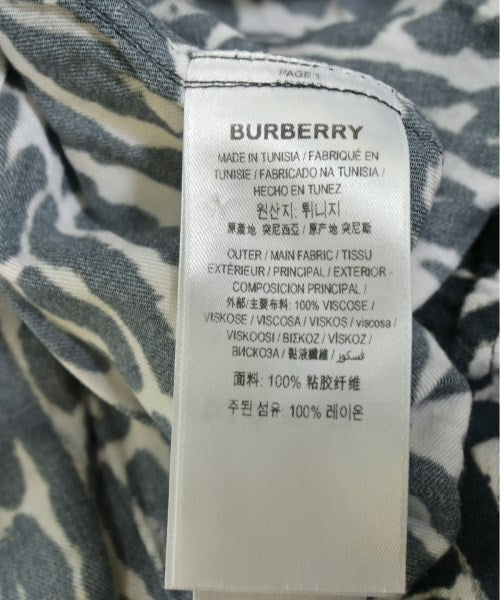 PAGE 1
BURBERRY
MADE IN TUNISIA / FABRIQUÉ EN
TUNISIE / FABRICADO NA TUNISIA /
HECHO EN TUNEZ
원산지: 튀니지
原產地 突尼西亞 / 原产地 突尼斯
OUTER / MAIN FABRIC / TISSU
EXTÉRIEUR / PRINCIPAL / EXTERIOR -
COMPOSICION PRINCIPAL /
外部/主要布料: 100% VISCOSE /
VISKOSE / VISCOSA / VISKOS / viscosa /
VISKOOSI / ΒΙΣΚΟΖ / VİSKOZ /
ВИСКОЗА / 黏液纖維 / فسكوز
面料: 100% 粘胶纤维
주된 섬유: 100% 레이온